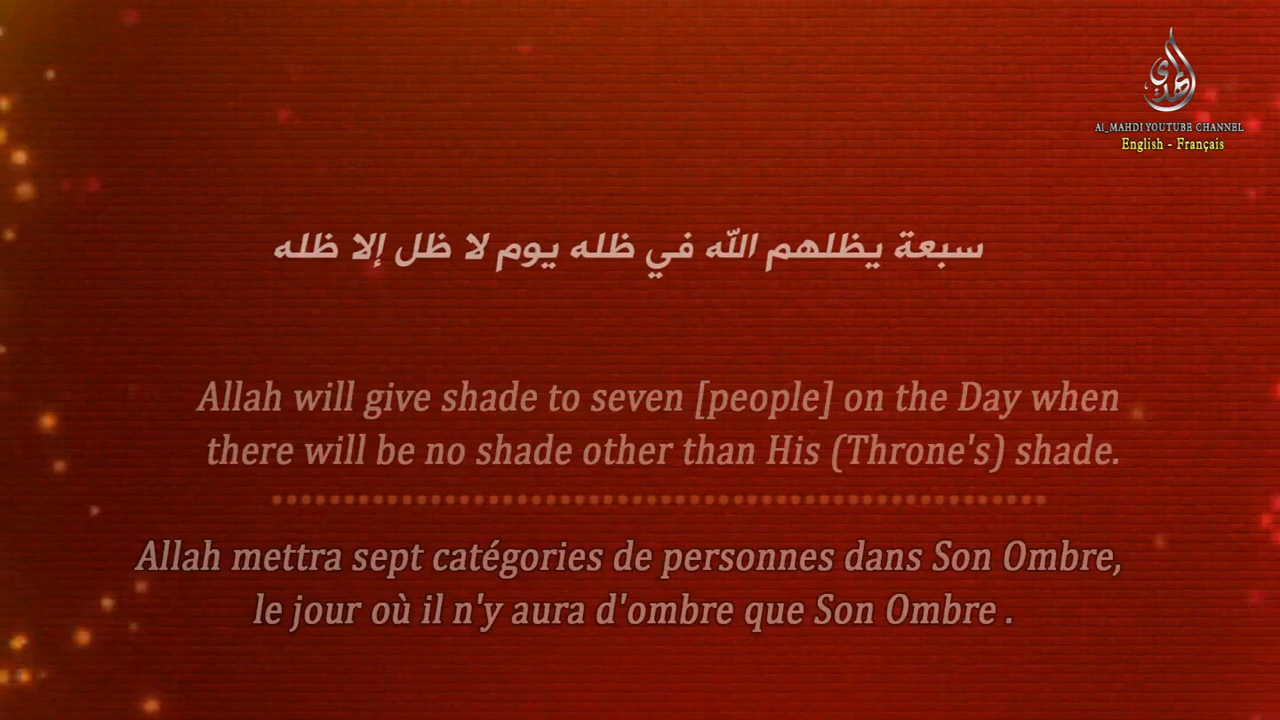 المهدي
Al_MAHDI YOUTUBE CHANNEL
English - Français
سبعة يظلهم الله في ظله يوم لا ظل إلا ظله
Allah will give shade to seven [people] on the Day when
there will be no shade other than His (Throne's) shade.
Allah mettra sept catégories de personnes dans Son Ombre,
le jour où il n'y aura d'ombre que Son Ombre .